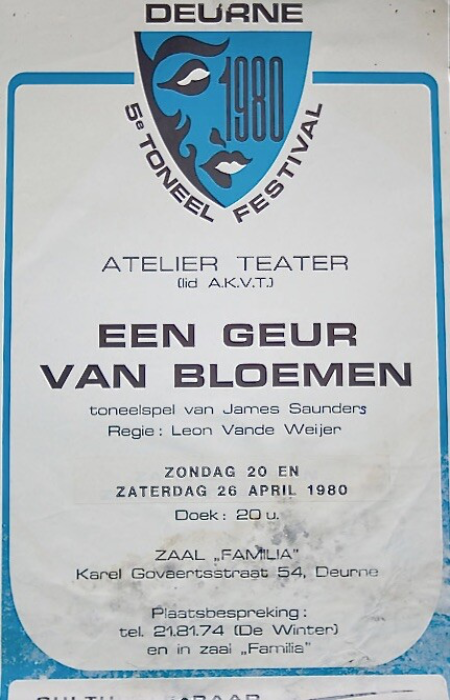 DEURNE
1980
5e TONEEL FESTIVAL
ATELIER TEATER
(lid A.K.V.T.)
EEN GEUR
VAN BLOEMEN
toneelspel van James Saunders
Regie: Leon Vande Weijer
ZONDAG 20 EN
ZATERDAG 26 APRIL 1980
Doek: 20 u.
ZAAL „FAMILIA"
Karel Govaertsstraat 54, Deurne
Plaatsbespreking:
tel. 21.81.74 (De Winter)
en in zaal „Familia"